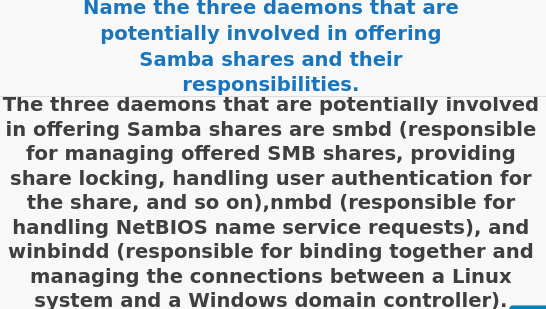 Name the three daemons that are
potentially involved in offering
Samba shares and their
responsibilities.
The three daemons that are potentially involved
in offering Samba shares are smbd (responsible
for managing offered SMB shares, providing
share locking, handling user authentication for
the share, and so on),nmbd (responsible for
handling NetBIOS name service requests), and
winbindd (responsible for binding together and
managing the connections between a Linux
system and a Windows domain controller).